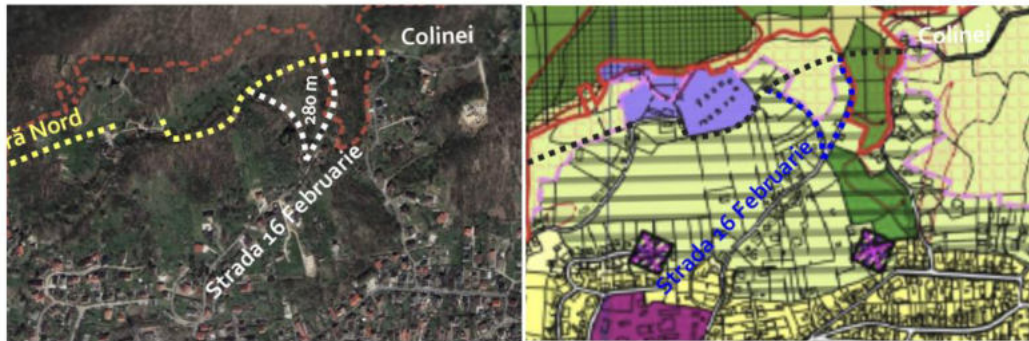 Colinei
ră Nord
280 m
Strada 16 Februarie
Colinei
Strada 16 Februarie